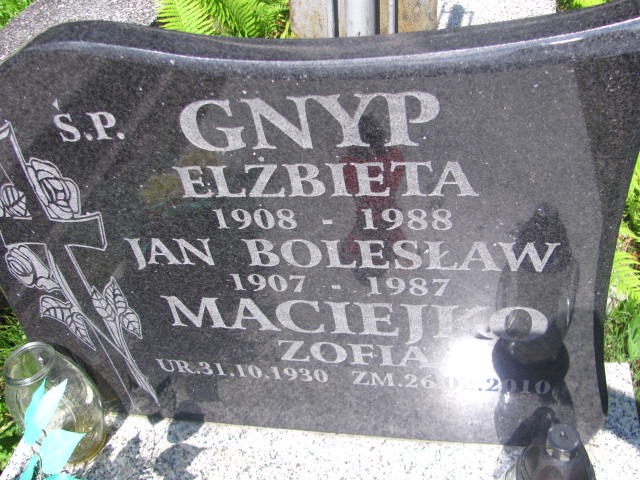 Ś.P. GNYP
ELŻBIETA
1908 - 1988
JAN BOLESŁAW
1907 - 1987
MACIEJKO
ZOFIA
UR.31.10.1930 ZM.26.02.2010